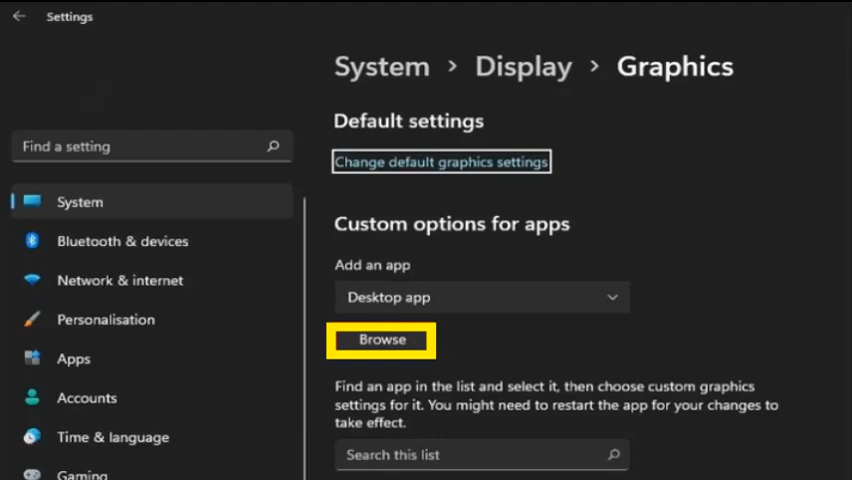 Settings
System > Display > Graphics
Find a setting
System
Bluetooth & devices
Network & internet
Personalisation
Apps
Accounts
Time & language
Gaming
Default settings
Change default graphics settings
Custom options for apps
Add an app
Desktop app
Browse
Find an app in the list and select it, then choose custom graphics
settings for it. You might need to restart the app for your changes to
take effect.
Search this list